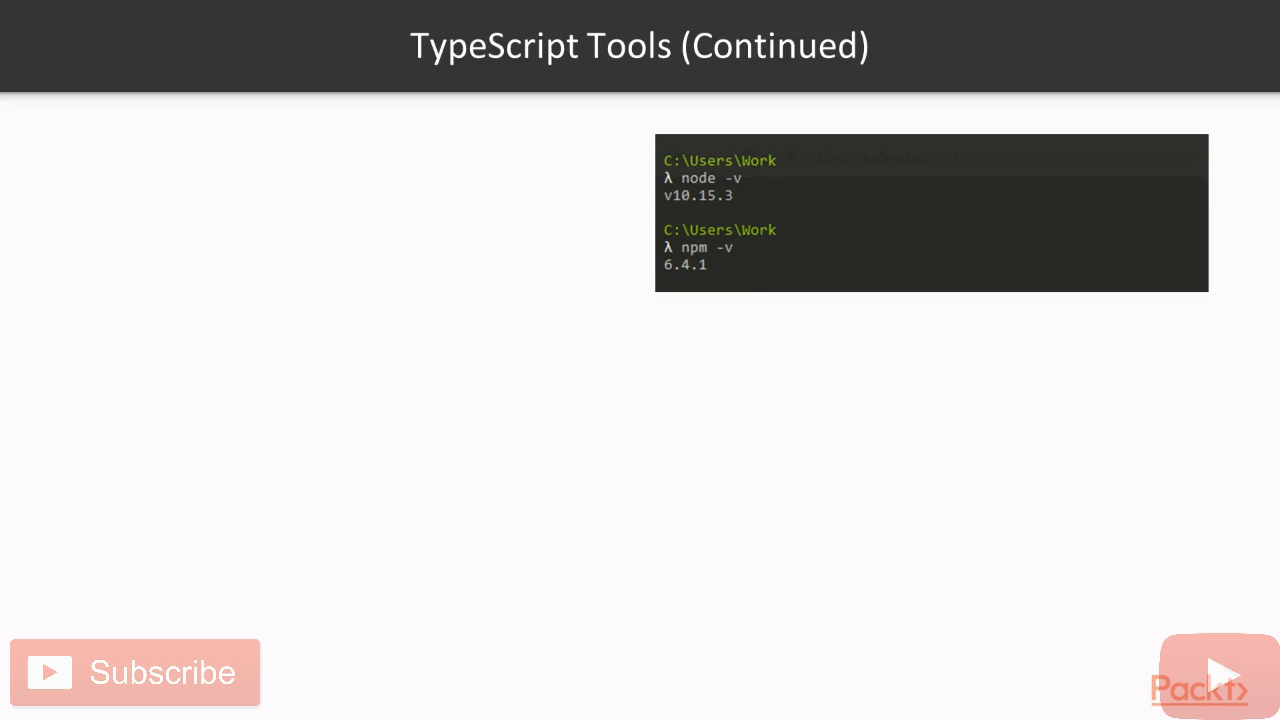 TypeScript Tools (Continued)
C:\Users\Work
λ node -v
v10.15.3
C:\Users\Work
λ npm -v
6.4.1
Subscribe
Packt>